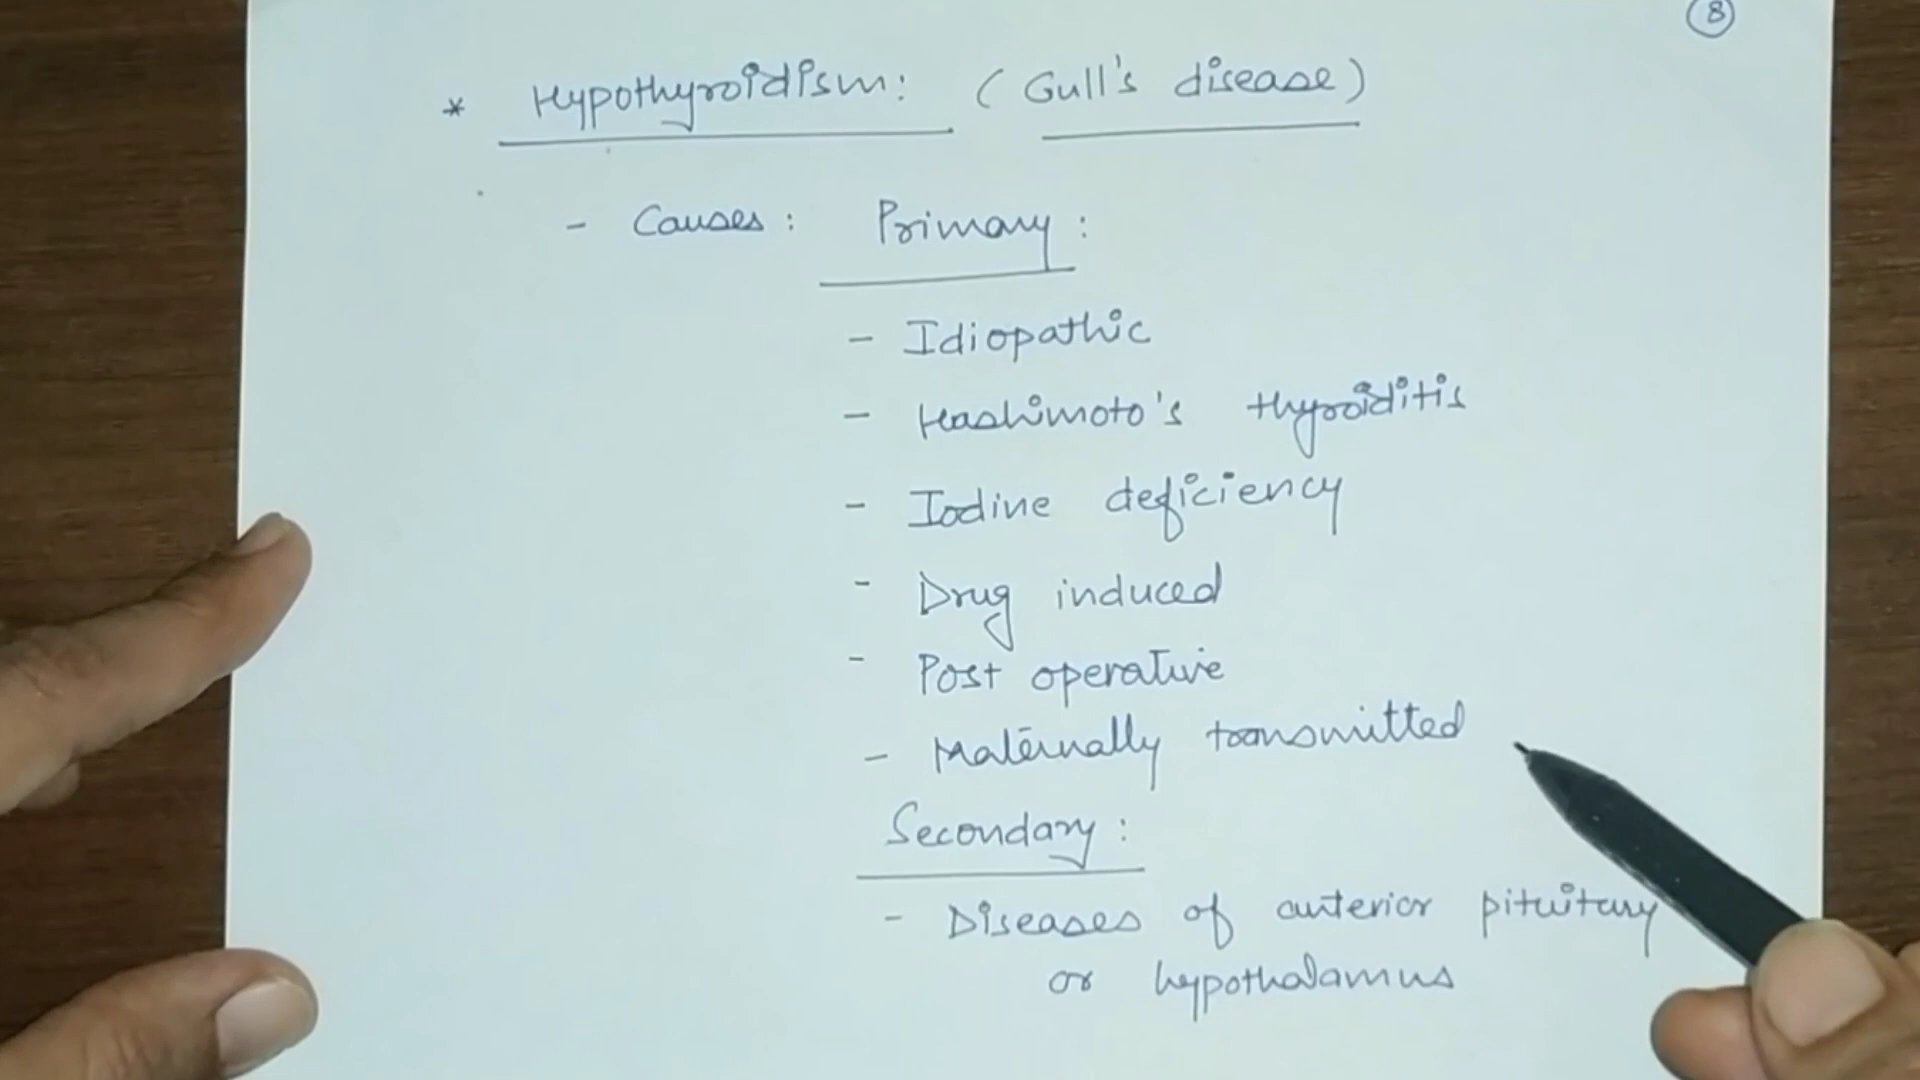 8
* Hypothyroidism: (Gull's disease)
- Causes: Primary:
- Idiopathic
- Hashimoto's thyroiditis
- Iodine deficiency
- Drug induced
- Post operative
- Maternally transmitted
Secondary:
- Diseases of anterior pituitary
or hypothalamus